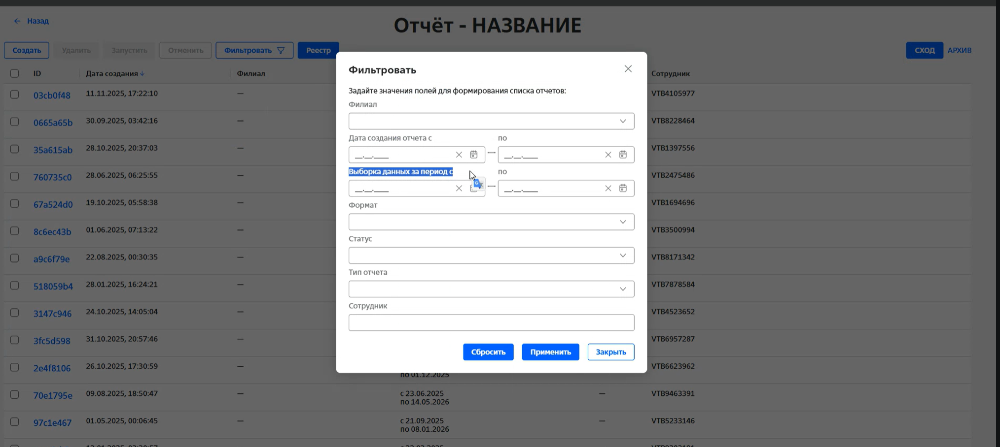 ← Назад
Отчёт - НАЗВАНИЕ
Создать Удалить Запустить Отменить Фильтровать Реестр СХОД АРХИВ
ID Дата создания ↓ Филиал Сотрудник
03cb0f48 11.11.2025, 17:22:10 — VTB4105977
0665a65b 30.09.2025, 03:42:16 — VTB8228464
35a615ab 28.10.2025, 20:37:03 — VTB1397556
760735c0 28.06.2025, 06:25:55 — VTB2475486
67a524d0 19.10.2025, 05:58:38 — VTB1694696
8c6ec43b 01.06.2025, 07:13:22 — VTB3500994
a9c6f79e 22.08.2025, 00:30:35 — VTB8171342
518059b4 28.01.2025, 16:24:21 — VTB7878584
3147c946 24.10.2025, 14:05:04 — VTB4523652
3fc5d598 31.10.2025, 20:57:46 — VTB6957287
2e4f8106 26.10.2025, 17:30:59 — VTB6623962
по 01.12.2025
70e1795e 09.08.2025, 18:50:47 — с 23.06.2025 — VTB9463391
по 14.05.2026
97c1e467 01.05.2025, 00:06:45 — с 21.09.2025 — VTB5233146
по 08.01.2026
Фильтровать
Задайте значения полей для формирования списка отчетов:
Филиал
Дата создания отчета с по
__.__.____ — __.__.____
Выборка данных за период с по
__.__.____ — __.__.____
Формат
Статус
Тип отчета
Сотрудник
Сбросить Применить Закрыть